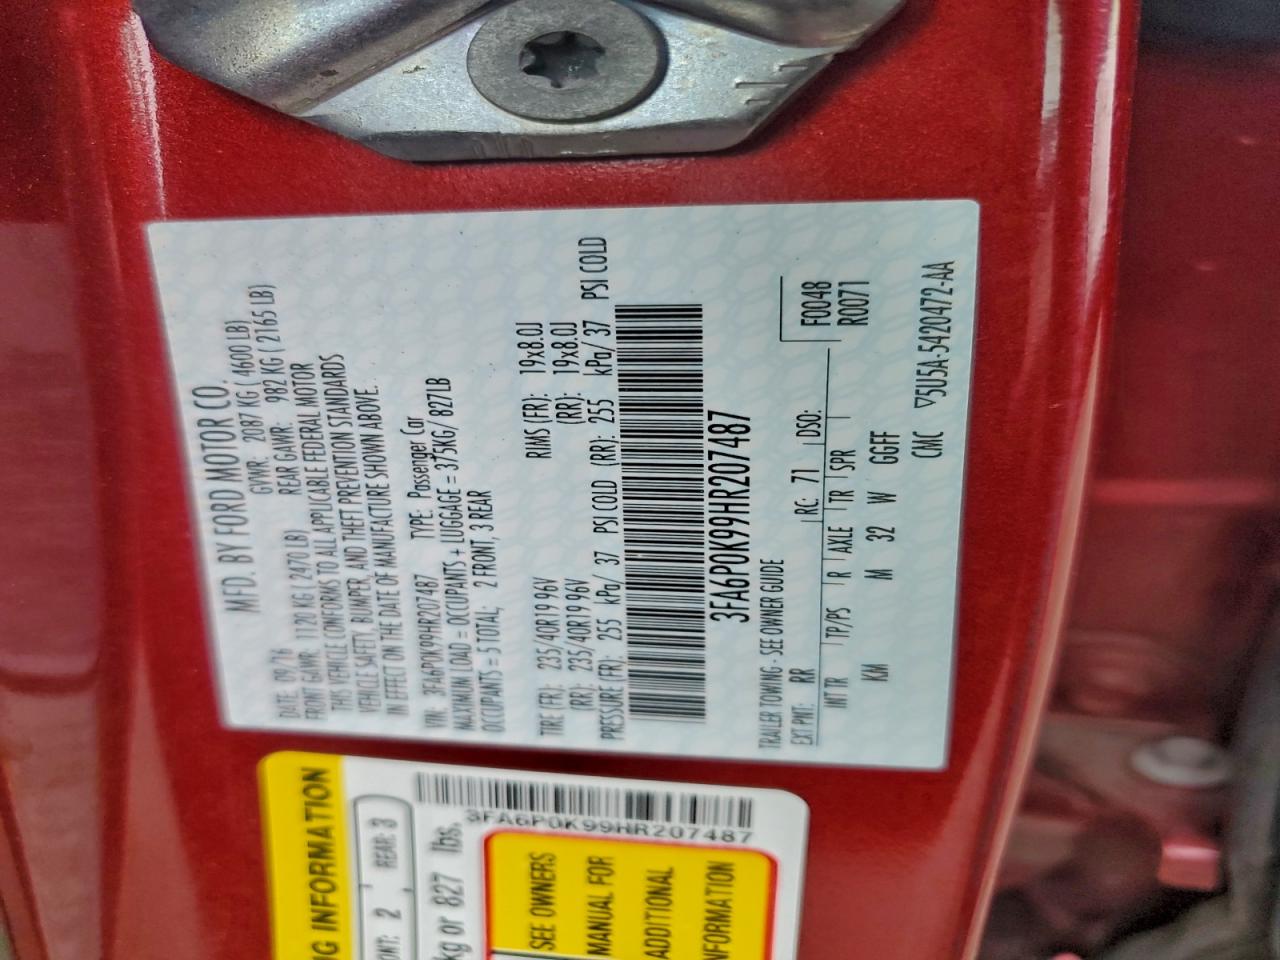 MFD. BY FORD MOTOR CO.
DATE: 09/16 GVWR: 2087 KG ( 4600 LB)
FRONT GAWR: 1120 KG ( 2470 LB) REAR GAWR: 982 KG ( 2165 LB)
THIS VEHICLE CONFORMS TO ALL APPLICABLE FEDERAL MOTOR
VEHICLE SAFETY, BUMPER, AND THEFT PREVENTION STANDARDS
IN EFFECT ON THE DATE OF MANUFACTURE SHOWN ABOVE.
VIN: 3FA6P0K99HR207487 TYPE: Passenger Car
MAXIMUM LOAD = OCCUPANTS + LUGGAGE = 375KG/ 827LB
OCCUPANTS = 5 TOTAL; 2 FRONT, 3 REAR
TIRE (FR): 235/40R19 96V RIMS (FR): 19x8.0J
(RR): 235/40R19 96V (RR): 19x8.0J
PRESSURE (FR): 255 kPa/ 37 PSI COLD (RR): 255 kPa/ 37 PSI COLD
3FA6P0K99HR207487
TRAILER TOWING - SEE OWNER GUIDE
EXT PNT: RR RC: 71 DSO: F0048
R0071
INT TR TP/PS R AXLE TR SPR
KM M 32 W GGFF
CMC ▽5U5A-5420472-AA
NG INFORMATION
ONT: 2 REAR: 3
kg or 827 lbs.
3FA6P0K99HR207487
SEE OWNERS
MANUAL FOR
ADDITIONAL
NFORMATION